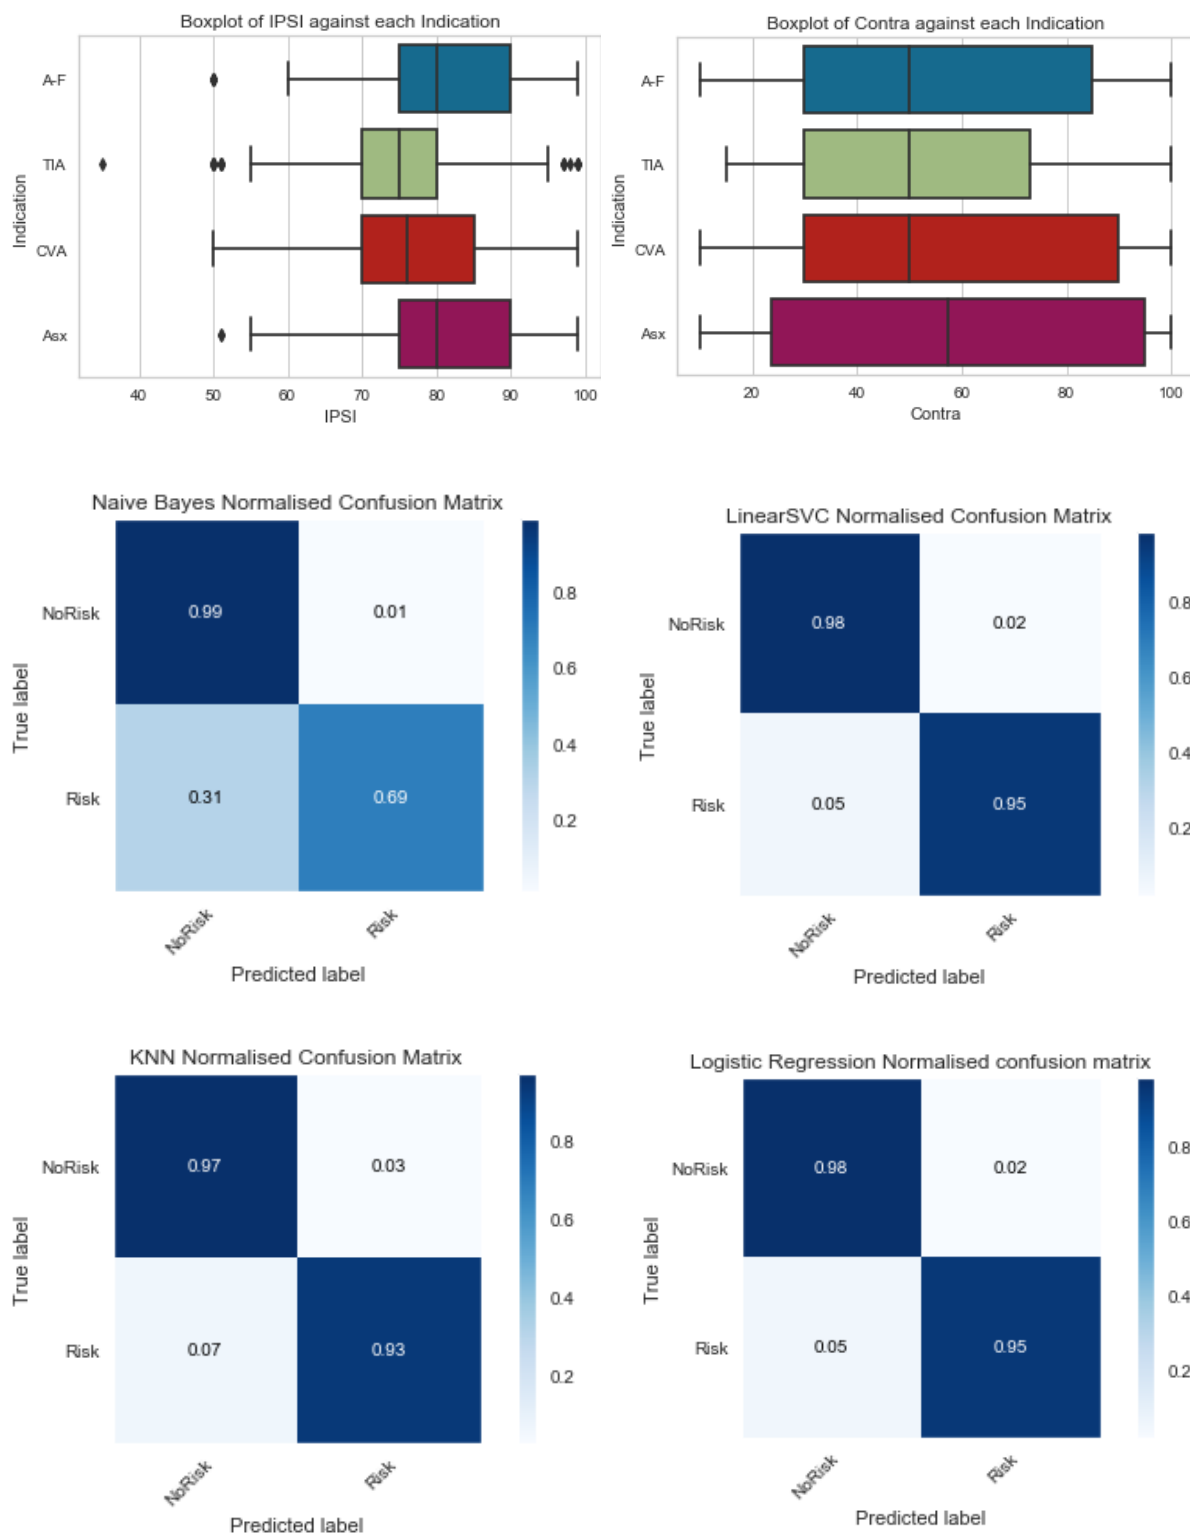 Boxplot of IPSI against each Indication
A-F
TIA
CVA
Asx
Indication
40 50 60 70 80 90 100
IPSI
Boxplot of Contra against each Indication
A-F
TIA
CVA
Asx
Indication
20 40 60 80 100
Contra
Naive Bayes Normalised Confusion Matrix
NoRisk
0.99 0.01
Risk
0.31 0.69
True label
NoRisk Risk
Predicted label
0.8
0.6
0.4
0.2
LinearSVC Normalised Confusion Matrix
NoRisk
0.98 0.02
Risk
0.05 0.95
True label
NoRisk Risk
Predicted label
0.8
0.6
0.4
0.2
KNN Normalised Confusion Matrix
NoRisk
0.97 0.03
Risk
0.07 0.93
True label
NoRisk Risk
Predicted label
0.8
0.6
0.4
0.2
Logistic Regression Normalised confusion matrix
NoRisk
0.98 0.02
Risk
0.05 0.95
True label
NoRisk Risk
Predicted label
0.8
0.6
0.4
0.2